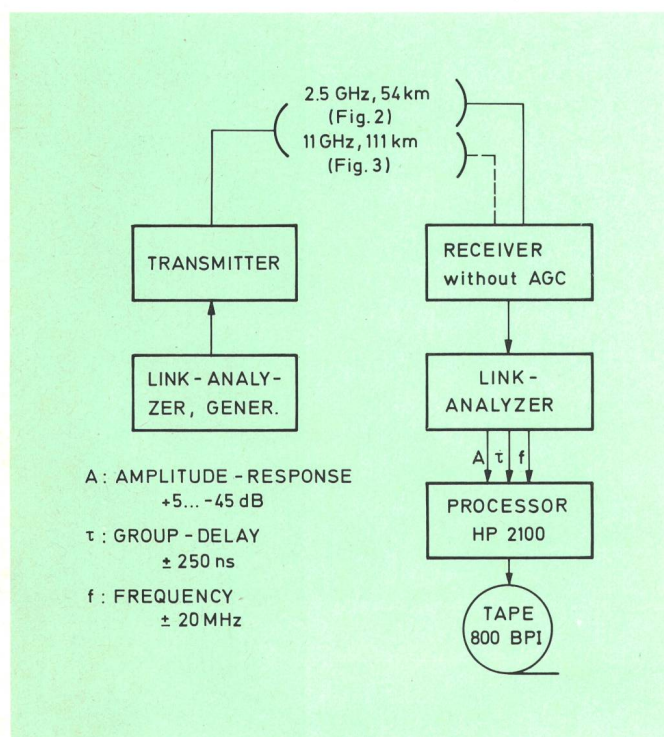 2.5 GHz, 54km
(Fig. 2)
11 GHz, 111 km
(Fig. 3)
TRANSMITTER
RECEIVER
without AGC
LINK-ANALY-
ZER, GENER.
LINK-
ANALYZER
A τ f
A: AMPLITUDE-RESPONSE
+5... -45 dB
τ: GROUP-DELAY
± 250 ns
f: FREQUENCY
± 20 MHz
PROCESSOR
HP 2100
TAPE
800 BPI